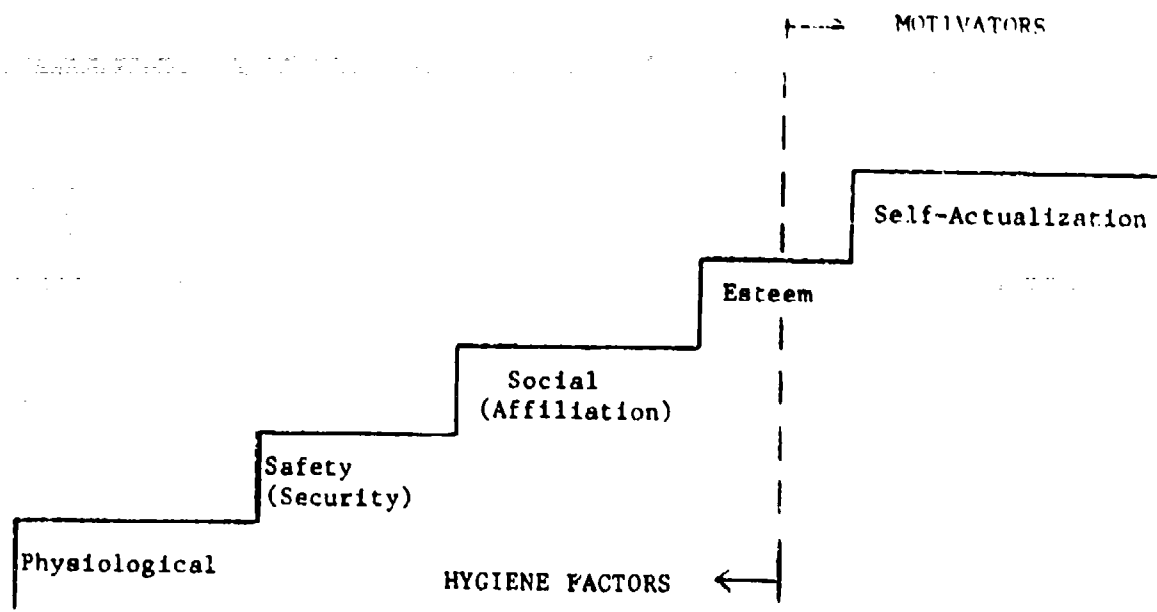 MOTIVATORS
Self-Actualization
Esteem
Social
(Affiliation)
Safety
(Security)
Physiological
HYGIENE FACTORS